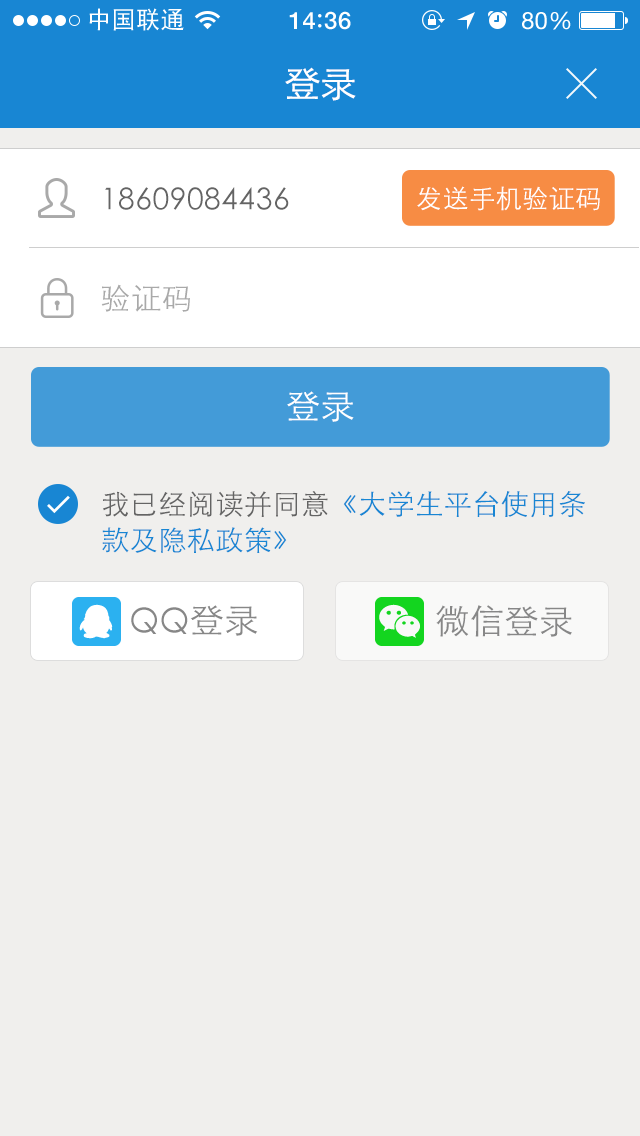 中国联通 14:36 80%
登录
18609084436 发送手机验证码
验证码
登录
我已经阅读并同意《大学生平台使用条
款及隐私政策》
QQ登录 微信登录